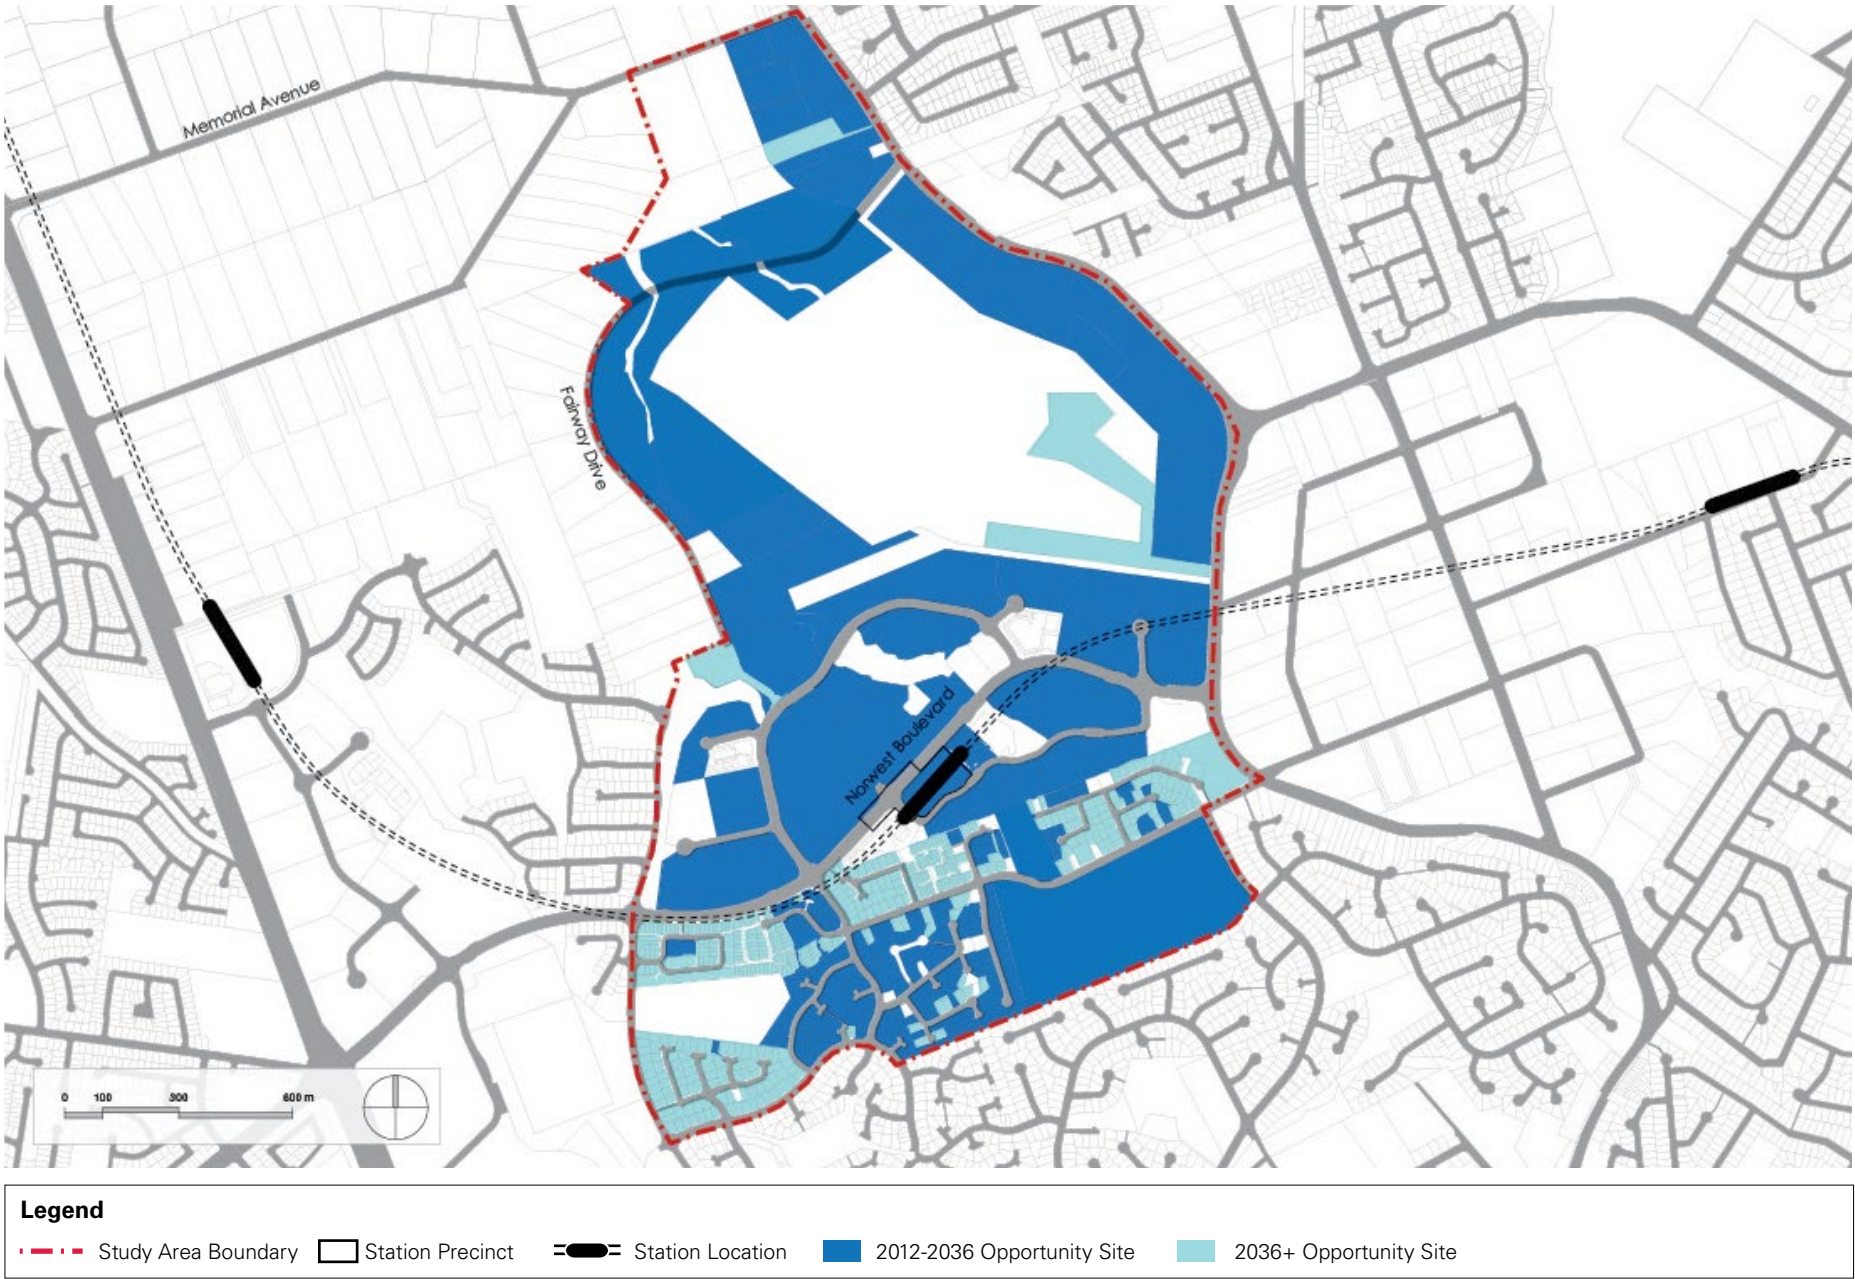 Memorial Avenue
Fairway Drive
Norwest Boulevard
0 100 300 600 m
Legend
Study Area Boundary
Station Precinct
Station Location
2012-2036 Opportunity Site
2036+ Opportunity Site